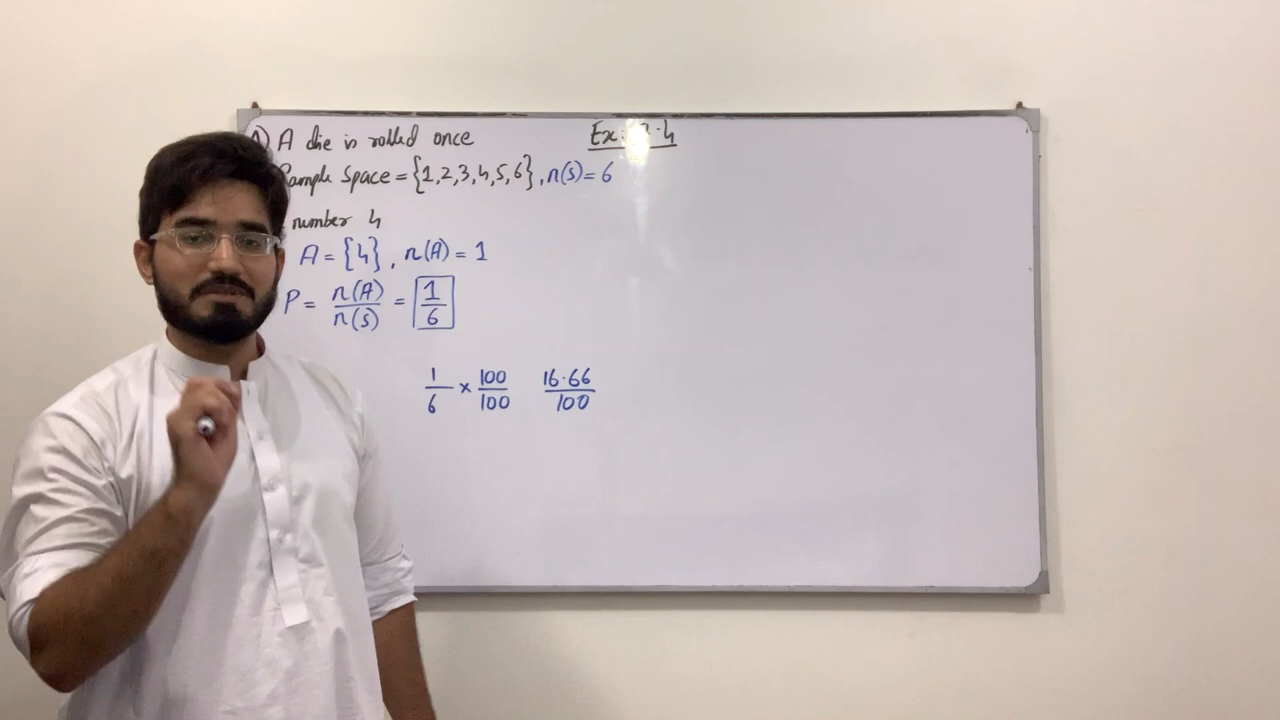 A die is rolled once
Ex:
Sample Space = {1,2,3,4,5,6}, n(S) = 6
number 4
A = {4}, n(A) = 1
P = n(A)/n(S) = 1/6
1/6 × 100/100 16.66/100